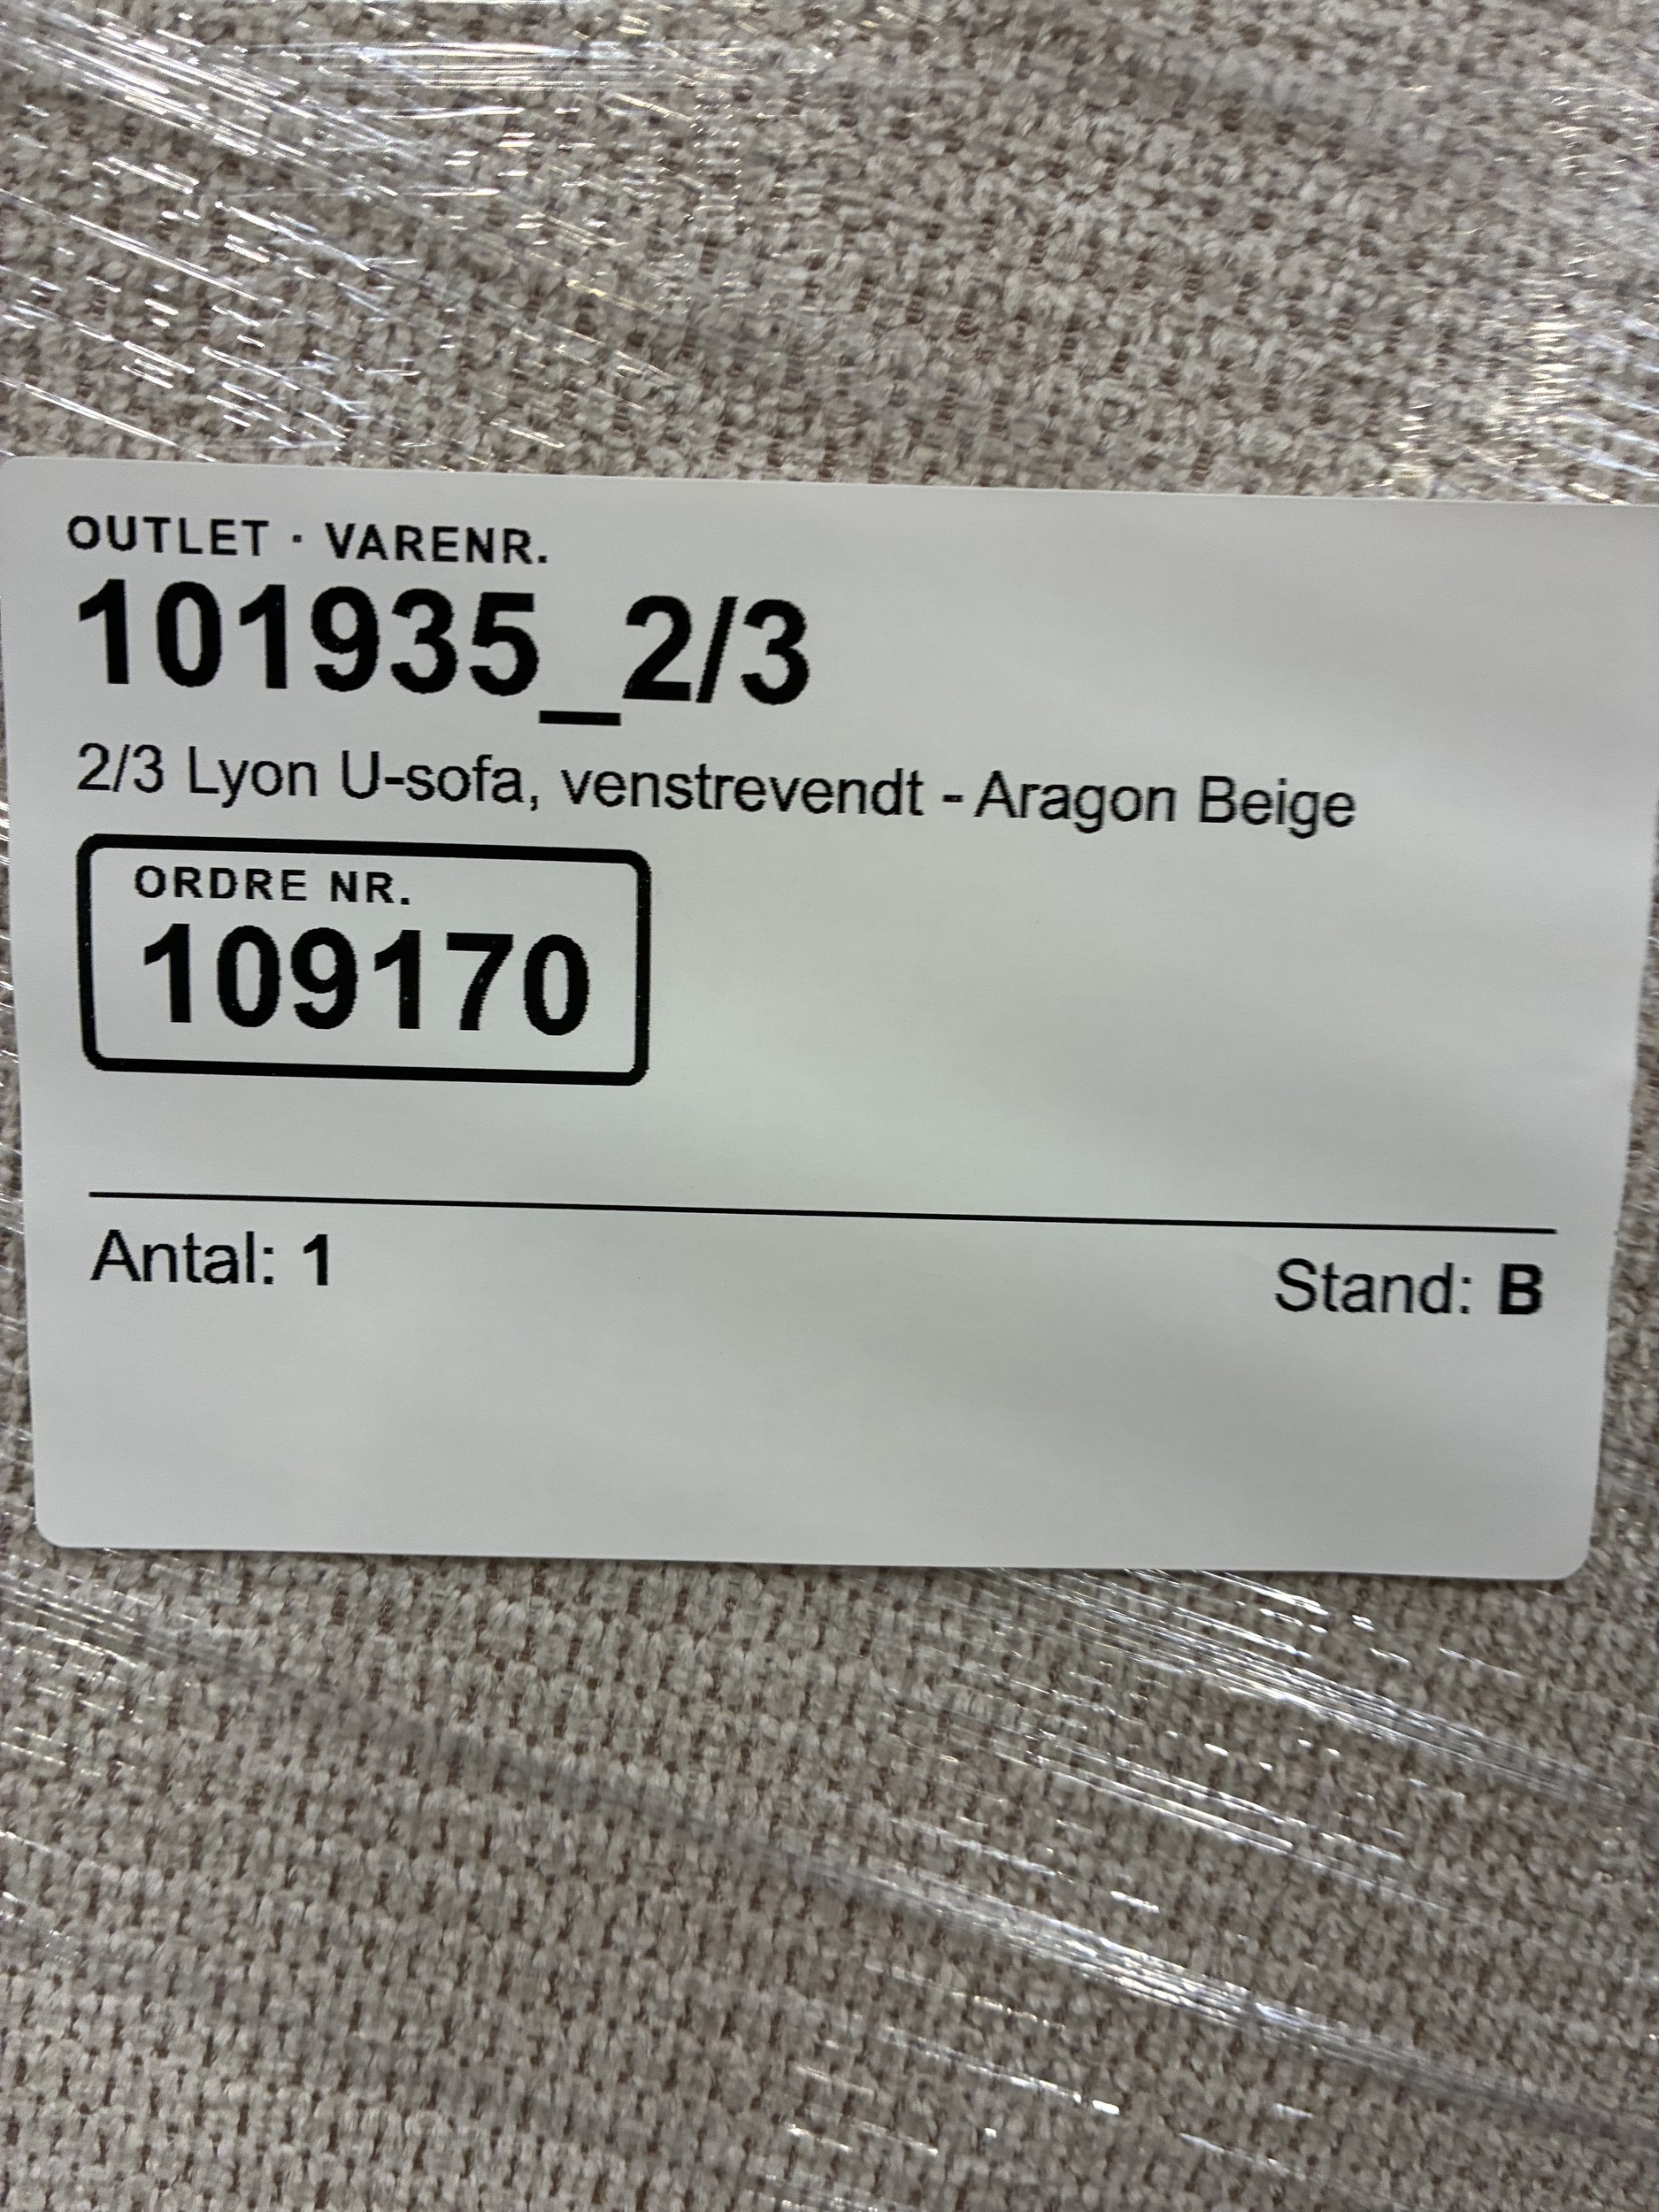 OUTLET · VARENR.
101935_2/3
2/3 Lyon U-sofa, venstrevendt - Aragon Beige
ORDRE NR.
109170
Antal: 1
Stand: B